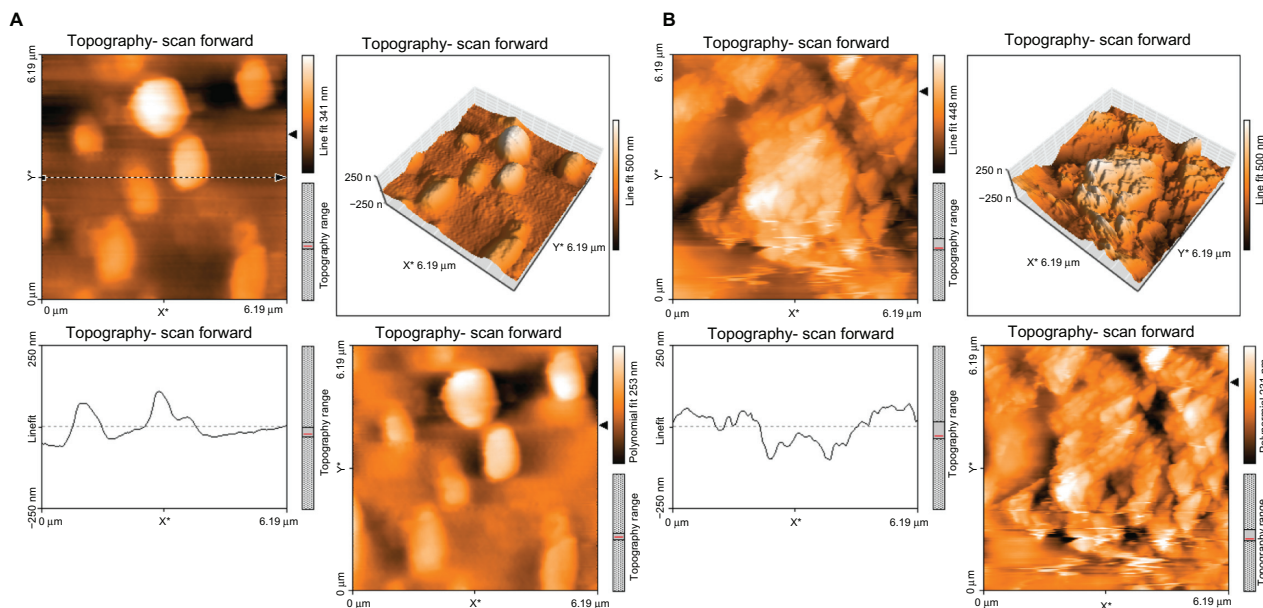 A
Topography- scan forward
6.19 µm
Y*
0 µm
0 µm
X*
6.19 µm
Line fit 341 nm
Topography range
Topography- scan forward
250 n
−250 n
X* 6.19 µm
Y* 6.19 µm
Line fit 500 nm
Topography- scan forward
250 nm
Linefit
−250 nm
0 µm
X*
6.19 µm
Topography range
Topography- scan forward
6.19 µm
Y*
0 µm
0 µm
X*
6.19 µm
Polynomial fit 253 nm
Topography range
B
Topography- scan forward
6.19 µm
Y*
0 µm
0 µm
X*
6.19 µm
Line fit 448 nm
Topography range
Topography- scan forward
250 n
−250 n
X* 6.19 µm
Y* 6.19 µm
Line fit 500 nm
Topography- scan forward
250 nm
Linefit
−250 nm
0 µm
X*
6.19 µm
Topography range
Topography- scan forward
6.19 µm
Y*
0 µm
0 µm
X*
6.19 µm
Polynomial 231 nm
Topography range